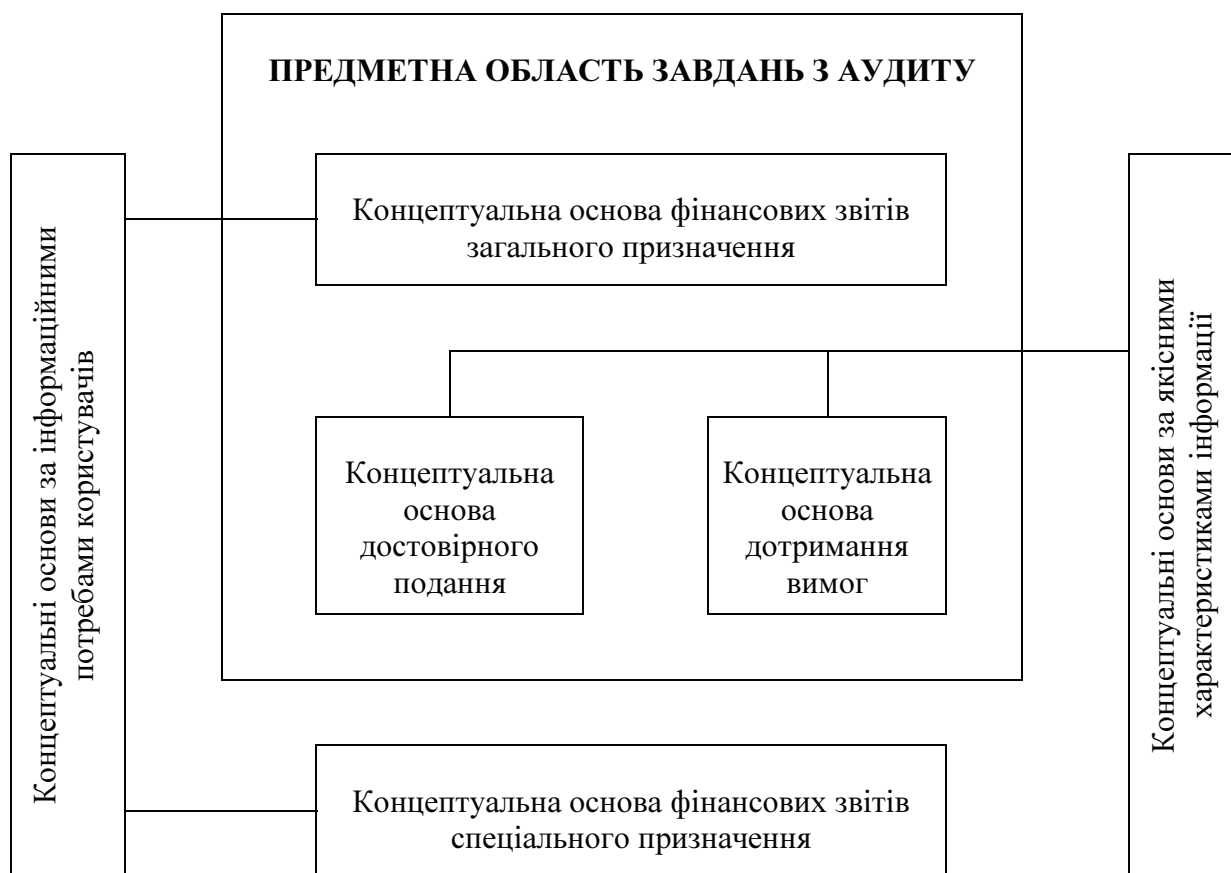 ПРЕДМЕТНА ОБЛАСТЬ ЗАВДАНЬ З АУДИТУ
Концептуальні основи за інформаційними
потребами користувачів
Концептуальна основа фінансових звітів
загального призначення
Концептуальна
основа
достовірного
подання
Концептуальна
основа
дотримання
вимог
Концептуальні основи за якісними
характеристиками інформації
Концептуальна основа фінансових звітів
спеціального призначення